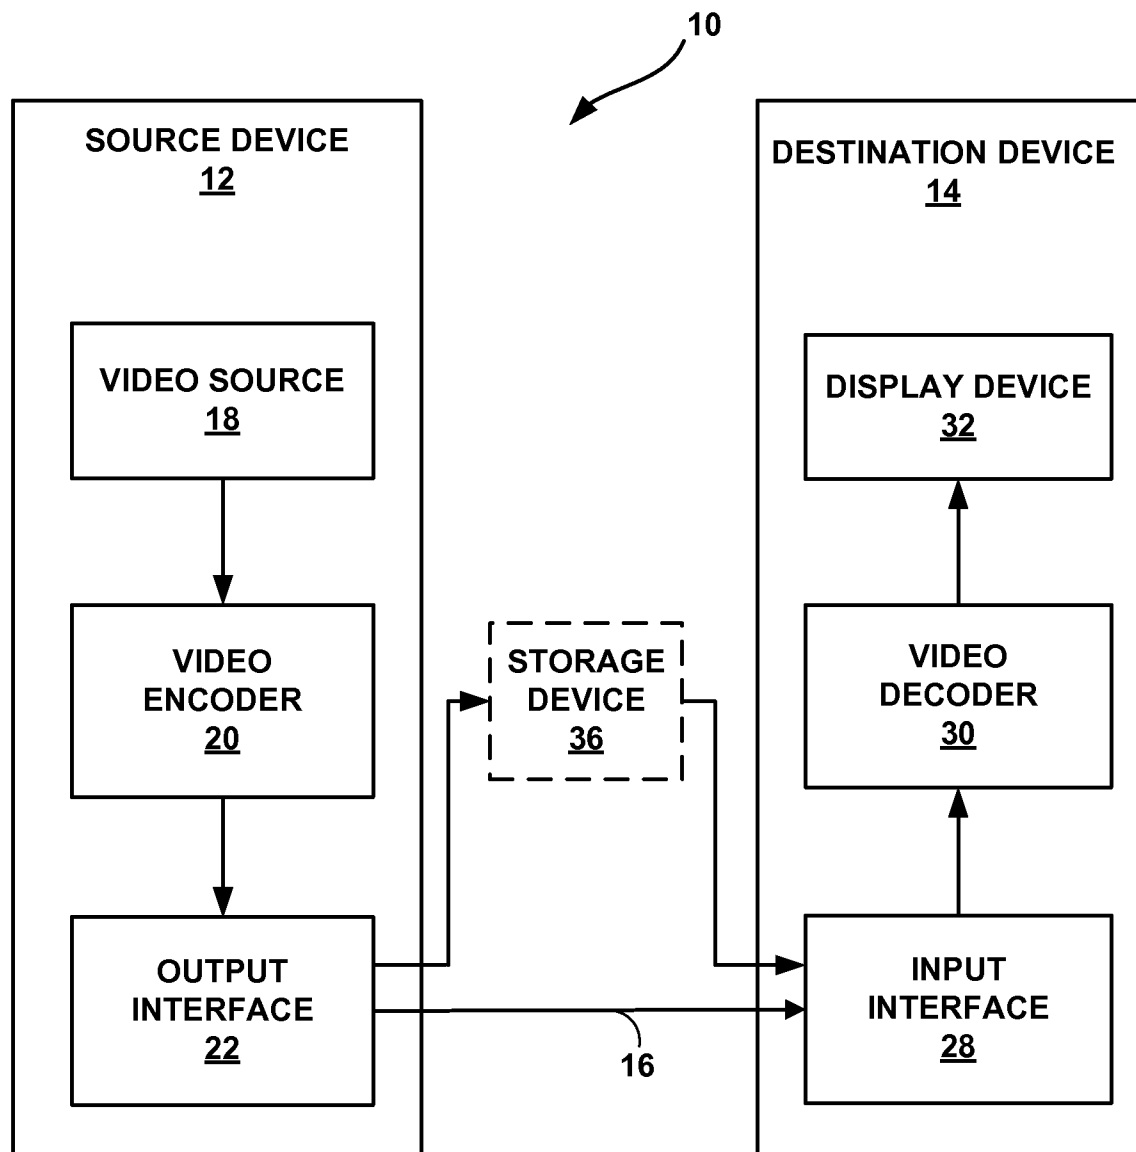 10
SOURCE DEVICE
12
DESTINATION DEVICE
14
VIDEO SOURCE
18
DISPLAY DEVICE
32
VIDEO
ENCODER
20
STORAGE
DEVICE
36
VIDEO
DECODER
30
OUTPUT
INTERFACE
22
16
INPUT
INTERFACE
28